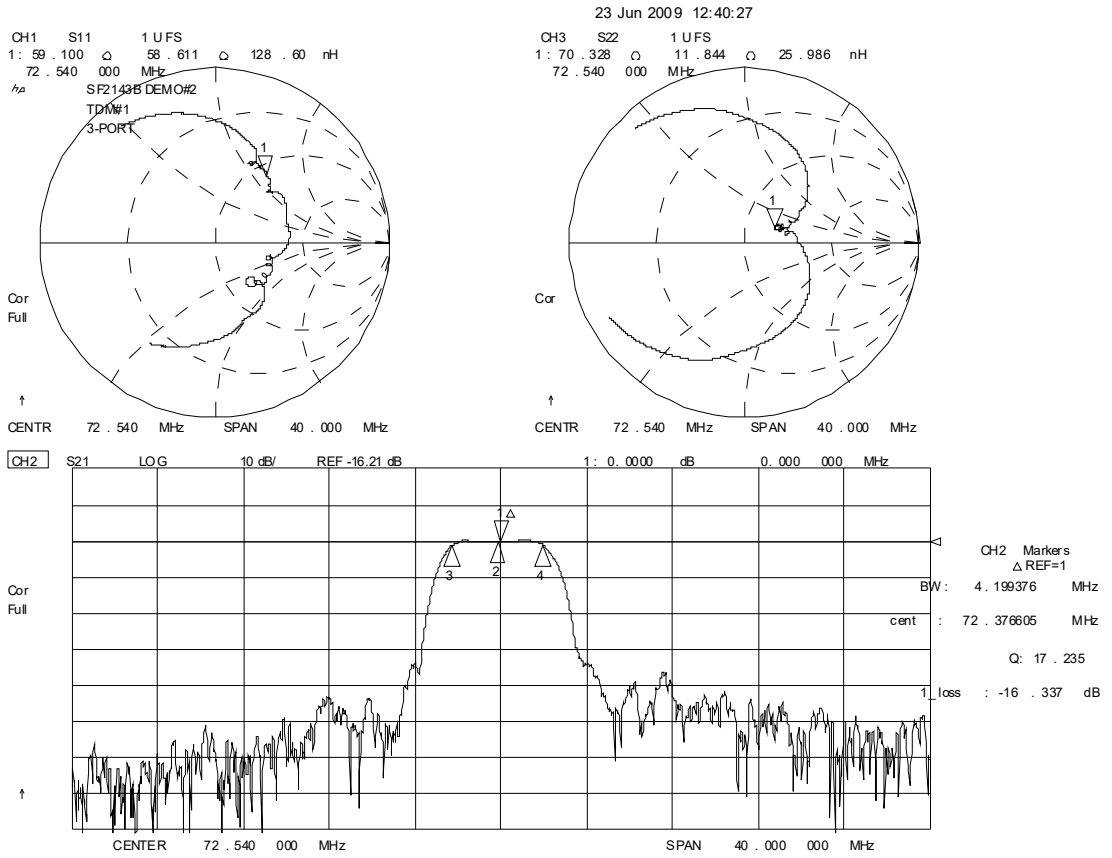 23 Jun 2009 12:40:27
CH1 S11 1 U FS
1: 59 . 100 Ω 58 . 611 Ω 128 . 60 nH
72 . 540 000 MHz
hp SF2143B DEMO#2
TDM#1
3-PORT
1
Cor
Full
↑
CENTR 72 . 540 MHz SPAN 40 . 000 MHz
CH3 S22 1 U FS
1: 70 . 328 Ω 11 . 844 Ω 25 . 986 nH
72 . 540 000 MHz
1
Cor
↑
CENTR 72 . 540 MHz SPAN 40 . 000 MHz
CH2 S21 LOG 10 dB/ REF -16.21 dB 1: 0. 0000 dB 0. 000 000 MHz
1 Δ
3 2 4
Cor
Full
↑
CH2 Markers
Δ REF=1
BW : 4 . 199376 MHz
cent : 72 . 376605 MHz
Q: 17 . 235
1_loss : -16 . 337 dB
CENTER 72 . 540 000 MHz SPAN 40 . 000 000 MHz